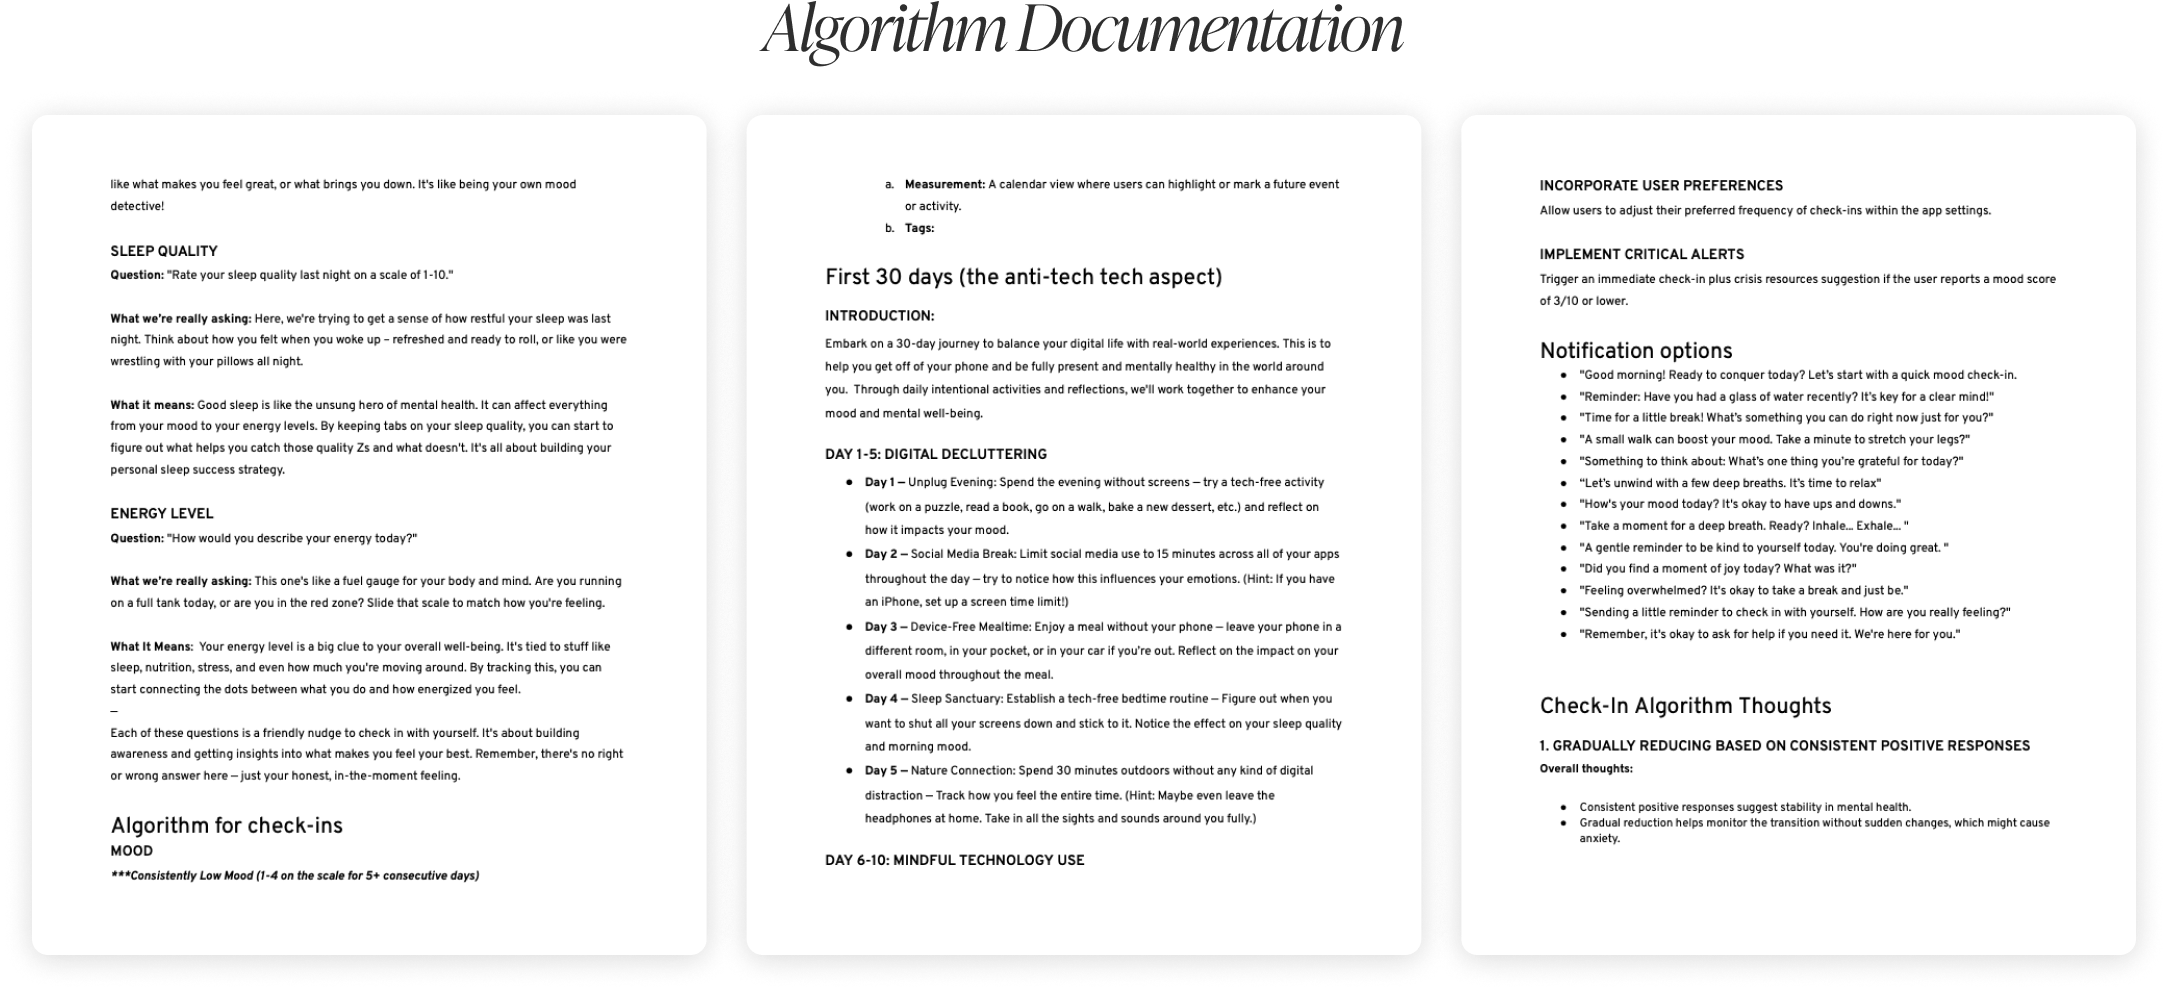 Algorithm Documentation
like what makes you feel great, or what brings you down. It's like being your own mood
detective!
SLEEP QUALITY
Question: "Rate your sleep quality last night on a scale of 1-10."
What we're really asking: Here, we're trying to get a sense of how restful your sleep was last
night. Think about how you felt when you woke up – refreshed and ready to roll, or like you were
wrestling with your pillows all night.
What it means: Good sleep is like the unsung hero of mental health. It can affect everything
from your mood to your energy levels. By keeping tabs on your sleep quality, you can start to
figure out what helps you catch those quality Zs and what doesn't. It's all about building your
personal sleep success strategy.
ENERGY LEVEL
Question: "How would you describe your energy today?"
What we're really asking: This one's like a fuel gauge for your body and mind. Are you running
on a full tank today, or are you in the red zone? Slide that scale to match how you're feeling.
What It Means:  Your energy level is a big clue to your overall well-being. It's tied to stuff like
sleep, nutrition, stress, and even how much you're moving around. By tracking this, you can
start connecting the dots between what you do and how energized you feel.
—
Each of these questions is a friendly nudge to check in with yourself. It's about building
awareness and getting insights into what makes you feel your best. Remember, there's no right
or wrong answer here — just your honest, in-the-moment feeling.
Algorithm for check-ins
MOOD
***Consistently Low Mood (1-4 on the scale for 5+ consecutive days)
a. Measurement: A calendar view where users can highlight or mark a future event
or activity.
b. Tags:
First 30 days (the anti-tech tech aspect)
INTRODUCTION:
Embark on a 30-day journey to balance your digital life with real-world experiences. This is to
help you get off of your phone and be fully present and mentally healthy in the world around
you.  Through daily intentional activities and reflections, we'll work together to enhance your
mood and mental well-being.
DAY 1-5: DIGITAL DECLUTTERING
● Day 1 — Unplug Evening: Spend the evening without screens — try a tech-free activity
(work on a puzzle, read a book, go on a walk, bake a new dessert, etc.) and reflect on
how it impacts your mood.
● Day 2 — Social Media Break: Limit social media use to 15 minutes across all of your apps
throughout the day — try to notice how this influences your emotions. (Hint: If you have
an iPhone, set up a screen time limit!)
● Day 3 — Device-Free Mealtime: Enjoy a meal without your phone — leave your phone in a
different room, in your pocket, or in your car if you're out. Reflect on the impact on your
overall mood throughout the meal.
● Day 4 — Sleep Sanctuary: Establish a tech-free bedtime routine — Figure out when you
want to shut all your screens down and stick to it. Notice the effect on your sleep quality
and morning mood.
● Day 5 — Nature Connection: Spend 30 minutes outdoors without any kind of digital
distraction — Track how you feel the entire time. (Hint: Maybe even leave the
headphones at home. Take in all the sights and sounds around you fully.)
DAY 6-10: MINDFUL TECHNOLOGY USE
INCORPORATE USER PREFERENCES
Allow users to adjust their preferred frequency of check-ins within the app settings.
IMPLEMENT CRITICAL ALERTS
Trigger an immediate check-in plus crisis resources suggestion if the user reports a mood score
of 3/10 or lower.
Notification options
● "Good morning! Ready to conquer today? Let's start with a quick mood check-in.
● "Reminder: Have you had a glass of water recently? It's key for a clear mind!"
● "Time for a little break! What's something you can do right now just for you?"
● "A small walk can boost your mood. Take a minute to stretch your legs?"
● "Something to think about: What's one thing you're grateful for today?"
● “Let's unwind with a few deep breaths. It's time to relax"
● "How's your mood today? It's okay to have ups and downs."
● "Take a moment for a deep breath. Ready? Inhale... Exhale... "
● "A gentle reminder to be kind to yourself today. You're doing great. "
● "Did you find a moment of joy today? What was it?"
● "Feeling overwhelmed? It's okay to take a break and just be."
● "Sending a little reminder to check in with yourself. How are you really feeling?"
● "Remember, it's okay to ask for help if you need it. We're here for you."
Check-In Algorithm Thoughts
1. GRADUALLY REDUCING BASED ON CONSISTENT POSITIVE RESPONSES
Overall thoughts:
● Consistent positive responses suggest stability in mental health.
● Gradual reduction helps monitor the transition without sudden changes, which might cause
anxiety.